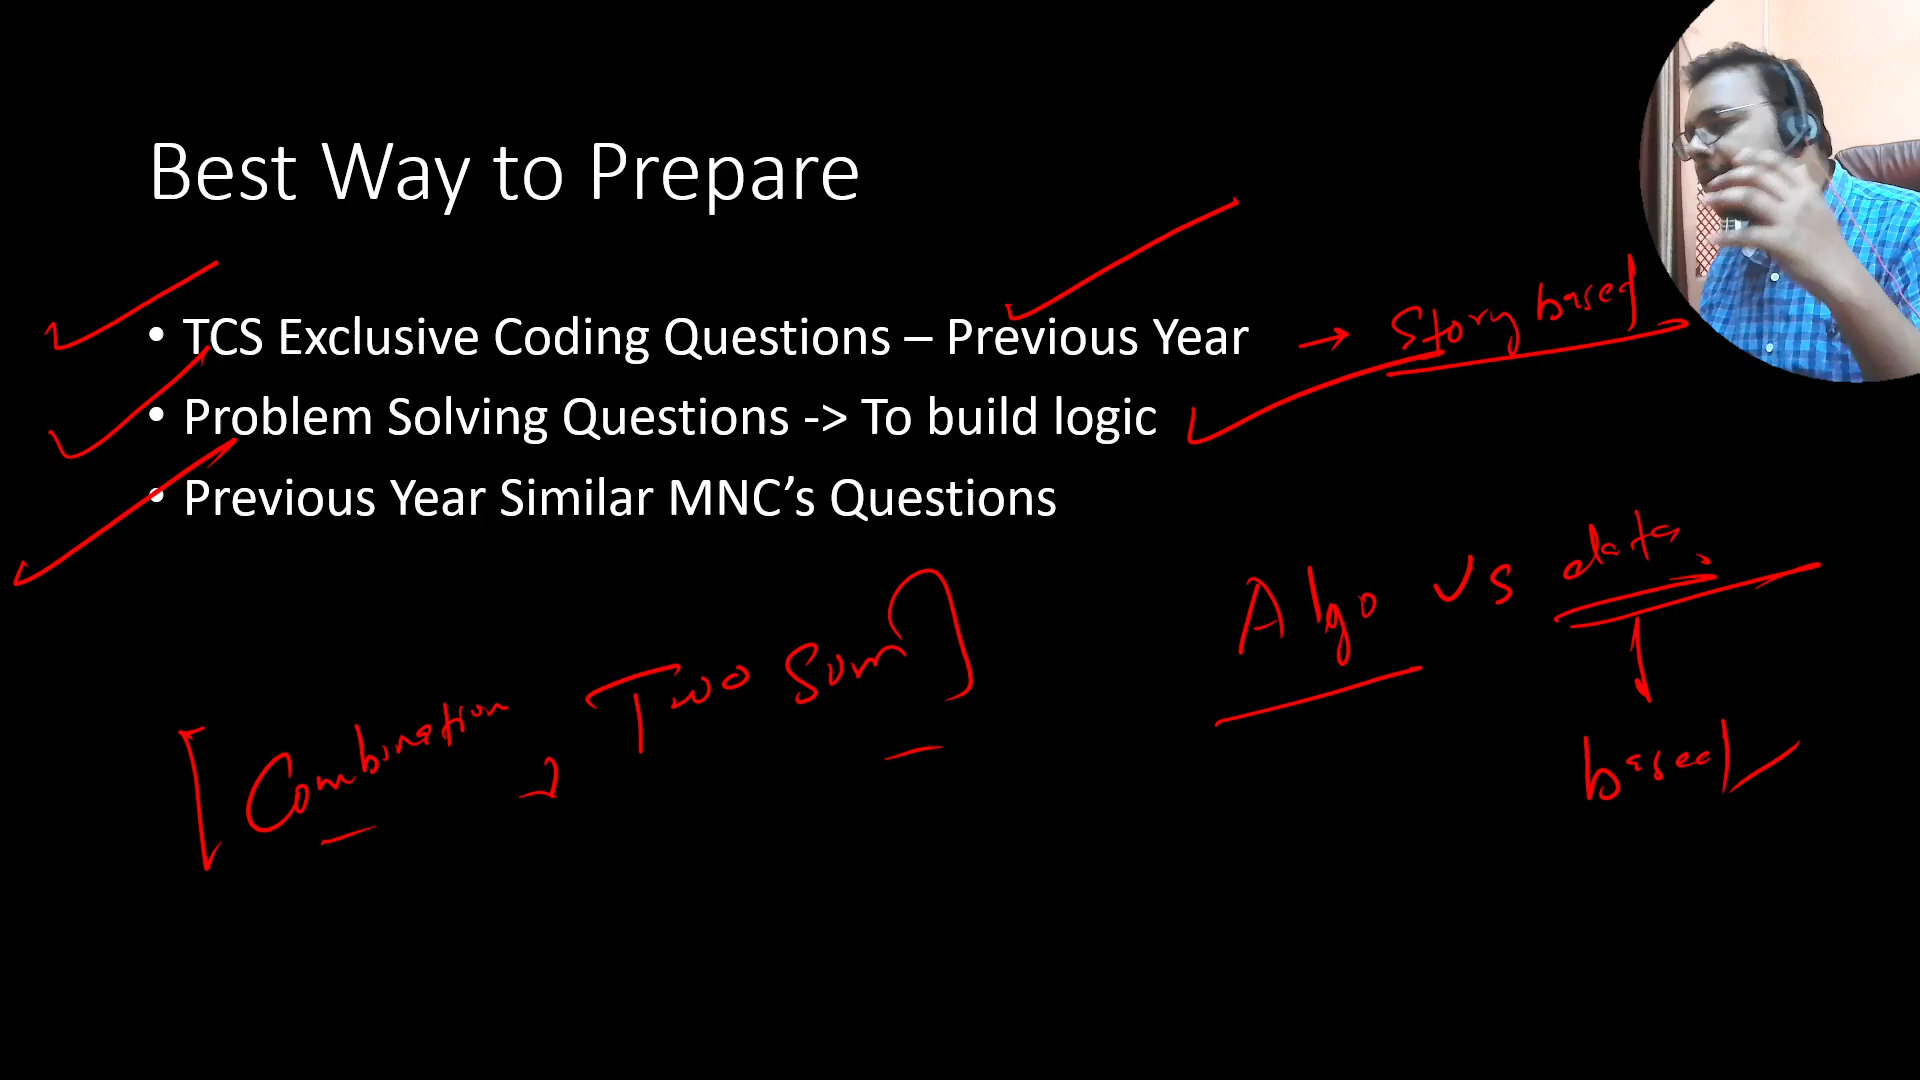 Best Way to Prepare
• TCS Exclusive Coding Questions – Previous Year → Story based
• Problem Solving Questions -> To build logic
• Previous Year Similar MNC’s Questions
Algo vs data
based
[Combination, Two Sum]